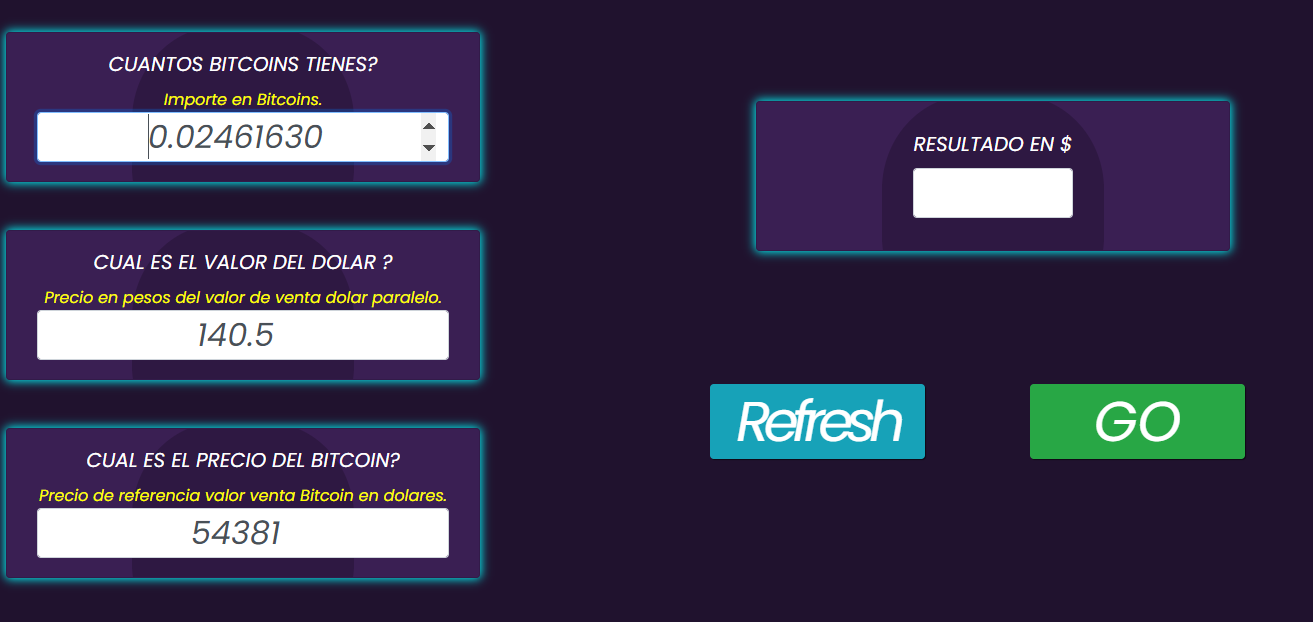 CUANTOS BITCOINS TIENES?
Importe en Bitcoins.
0.02461630
CUAL ES EL VALOR DEL DOLAR ?
Precio en pesos del valor de venta dolar paralelo.
140.5
CUAL ES EL PRECIO DEL BITCOIN?
Precio de referencia valor venta Bitcoin en dolares.
54381
RESULTADO EN $
Refresh
GO